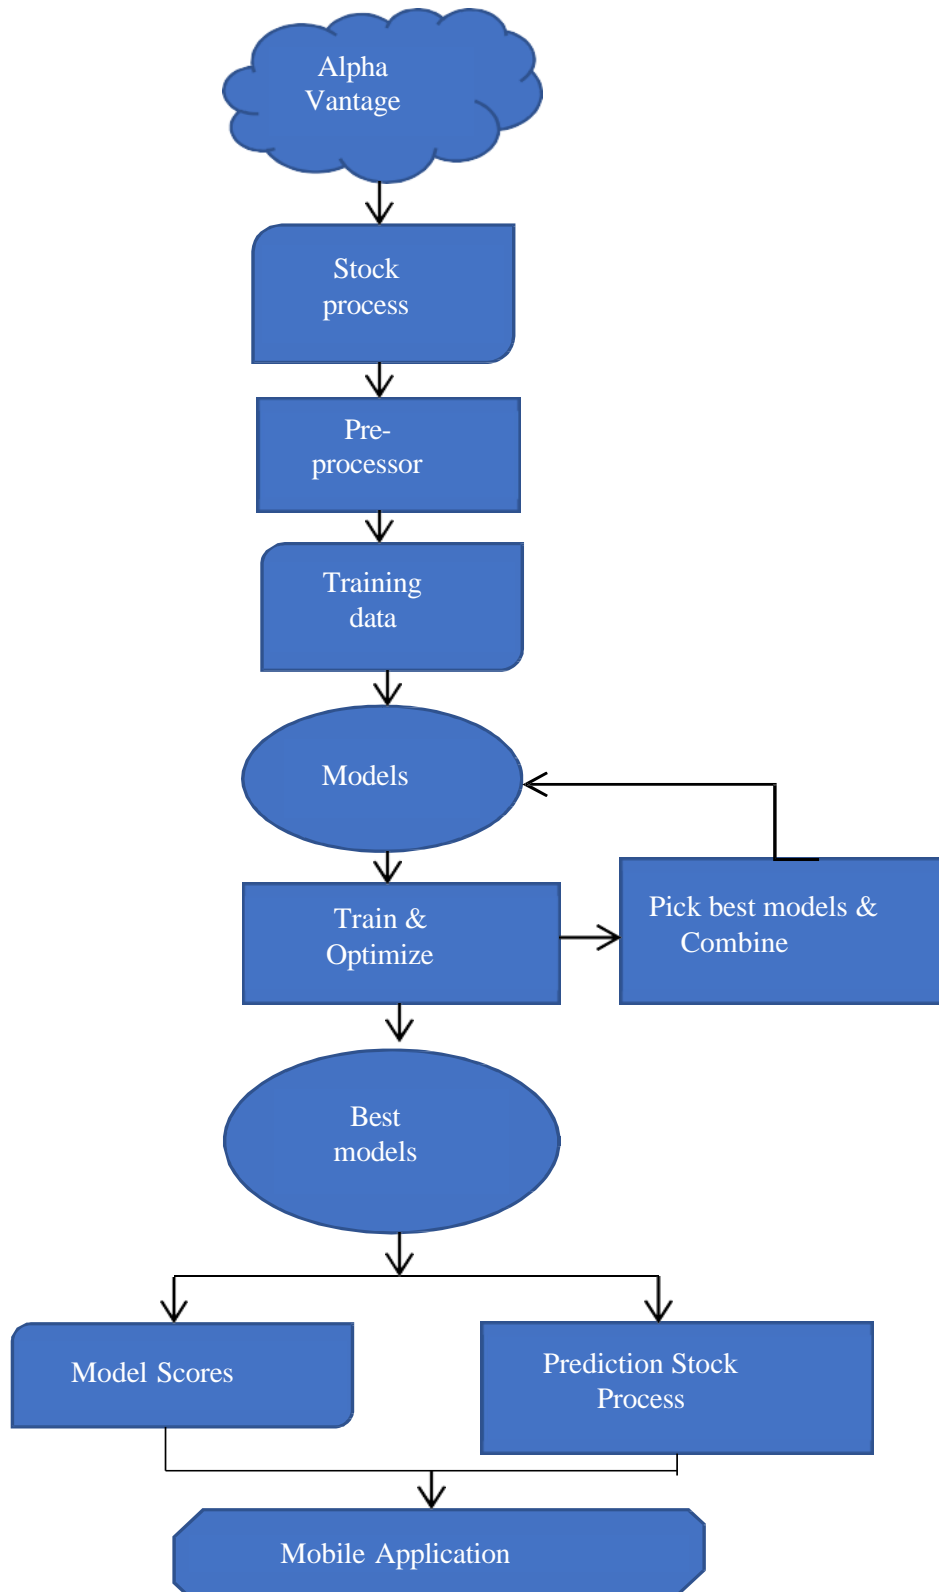 Alpha
Vantage
Stock
process
Pre-
processor
Training
data
Models
Train &
Optimize
Pick best models &
Combine
Best
models
Model Scores
Prediction Stock
Process
Mobile Application